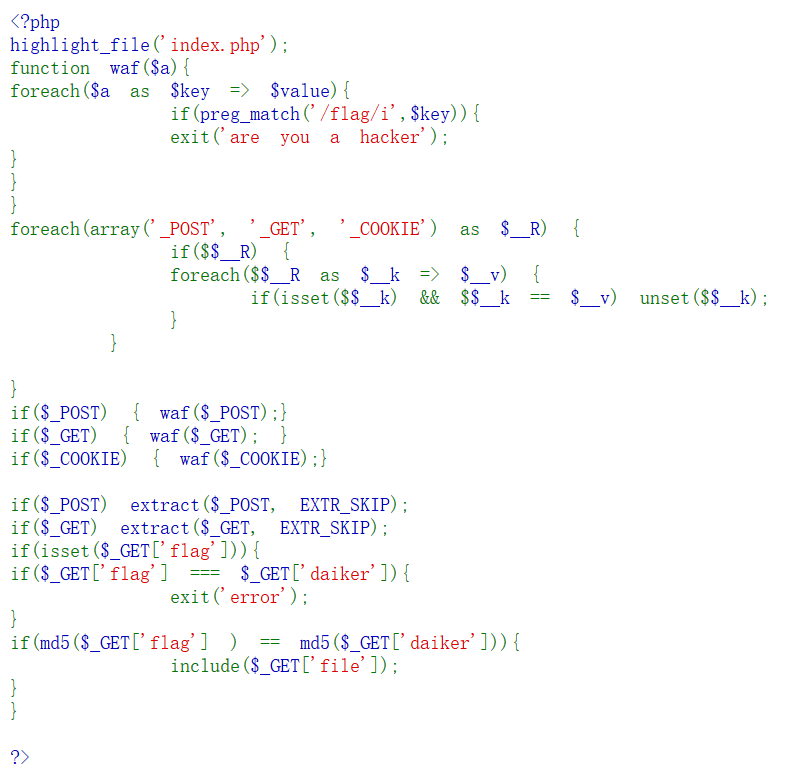 <?php
highlight_file('index.php');
function waf($a){
foreach($a as $key => $value){
if(preg_match('/flag/i',$key)){
exit('are you a hacker');
}
}
}
foreach(array('_POST', '_GET', '_COOKIE') as $__R) {
if($$__R) {
foreach($$__R as $__k => $__v) {
if(isset($$__k) && $$__k == $__v) unset($$__k);
}
}
}
if($_POST) { waf($_POST);}
if($_GET) { waf($_GET); }
if($_COOKIE) { waf($_COOKIE);}
if($_POST) extract($_POST, EXTR_SKIP);
if($_GET) extract($_GET, EXTR_SKIP);
if(isset($_GET['flag'])){
if($_GET['flag'] === $_GET['daiker']){
exit('error');
}
if(md5($_GET['flag'] ) == md5($_GET['daiker'])){
include($_GET['file']);
}
}
?>